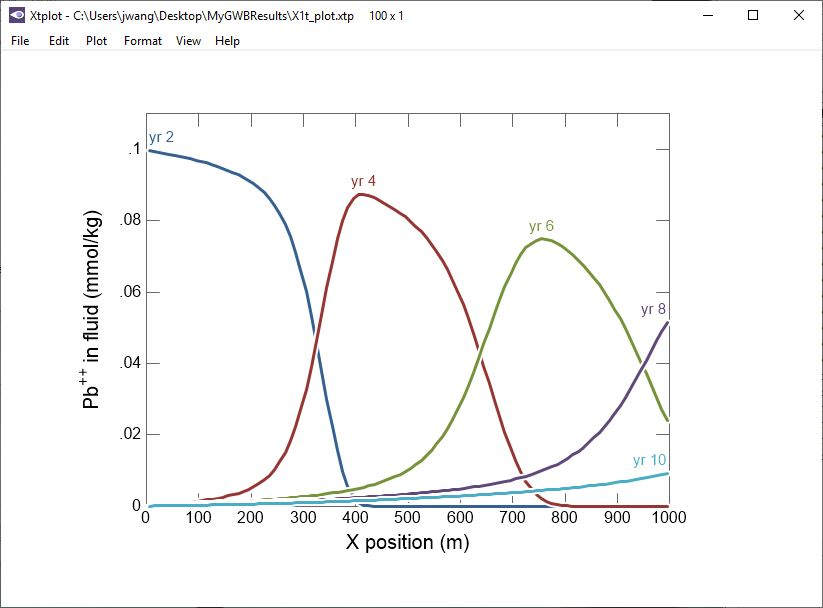 Xtplot - C:\Users\jwang\Desktop\MyGWBResults\X1t_plot.xtp 100 x 1
File Edit Plot Format View Help
yr 2
yr 4
yr 6
yr 8
yr 10
.1
.08
.06
.04
.02
0
Pb++ in fluid (mmol/kg)
0 100 200 300 400 500 600 700 800 900 1000
X position (m)